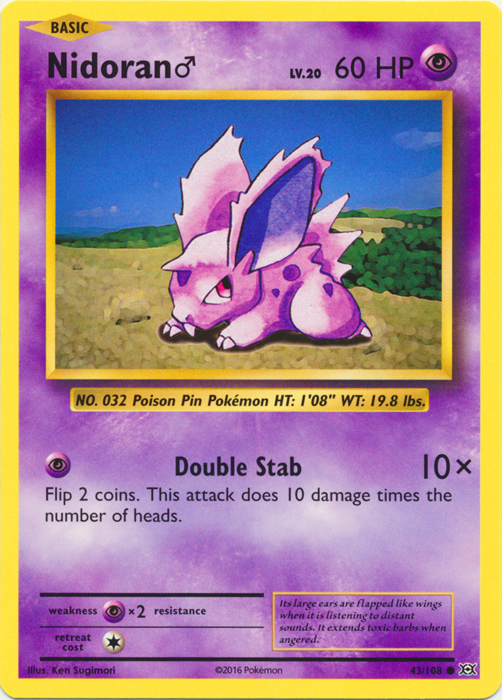 BASIC
Nidoran♂ LV.20 60 HP
NO. 032 Poison Pin Pokémon HT: 1'08" WT: 19.8 lbs.
Double Stab 10×
Flip 2 coins. This attack does 10 damage times the
number of heads.
weakness ×2 resistance
retreat
cost
Its large ears are flapped like wings
when it is listening to distant
sounds. It extends toxic barbs when
angered.
Illus. Ken Sugimori ©2016 Pokémon 43/108